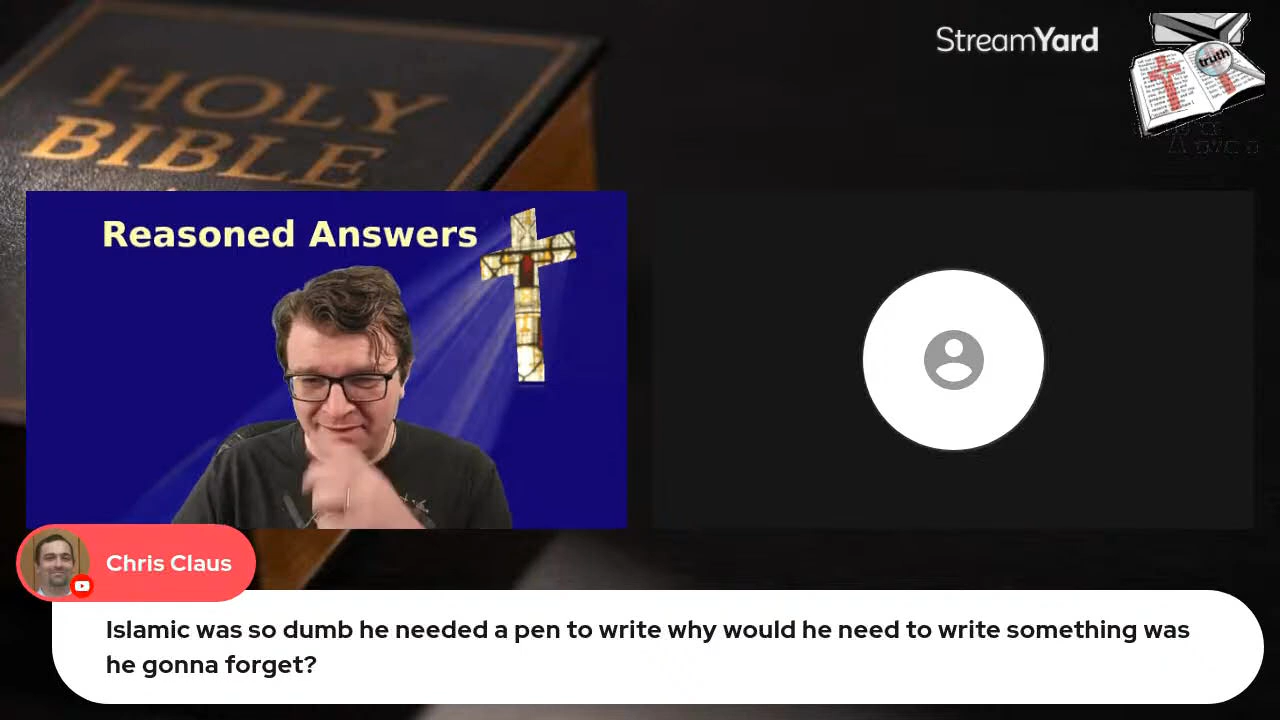 HOLY
BIBLE
StreamYard
truth
Reasoned Answers
Chris Claus
Islamic was so dumb he needed a pen to write why would he need to write something was
he gonna forget?